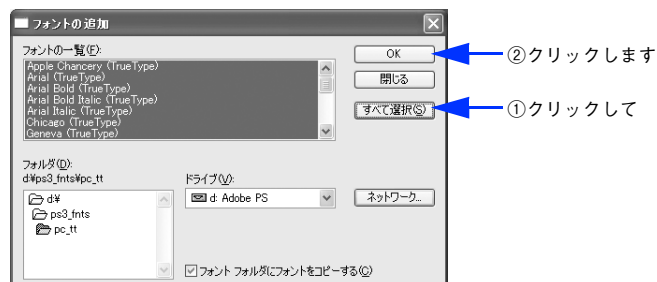 フォントの追加
フォントの一覧(F):
Apple Chancery (TrueType)
Arial (TrueType)
Arial Bold (TrueType)
Arial Bold Italic (TrueType)
Arial Italic (TrueType)
Chicago (TrueType)
Geneva (TrueType)
OK
②クリックします
閉じる
すべて選択(S)
①クリックして
フォルダ(D):
d:¥ps3_fnts¥pc_tt
ドライブ(V):
d:¥
ps3_fnts
pc_tt
d: Adobe PS
ネットワーク...
フォント フォルダにフォントをコピーする(C)